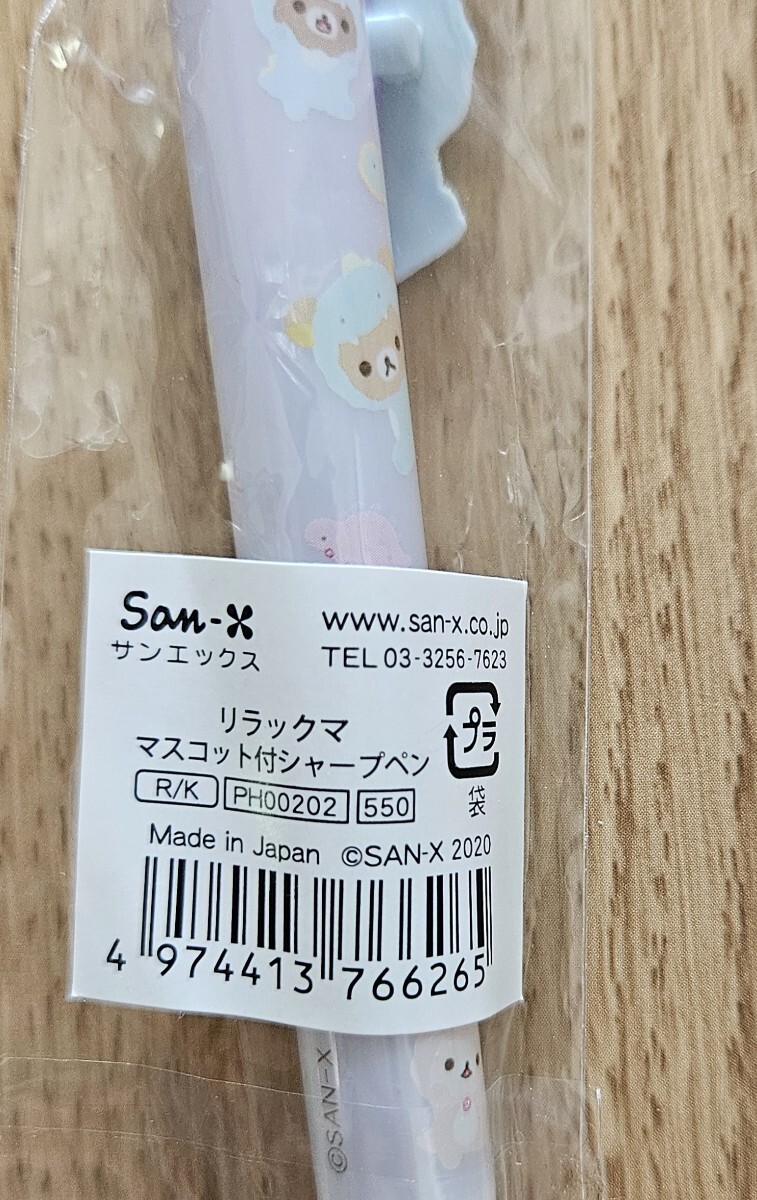 San-X
www.san-x.co.jp
サンエックス
TEL 03-3256-7623
リラックマ
マスコット付シャープペン
プラ
袋
R/K PH00202 550
Made in Japan ©SAN-X 2020
4 974413 766265
©SAN-X